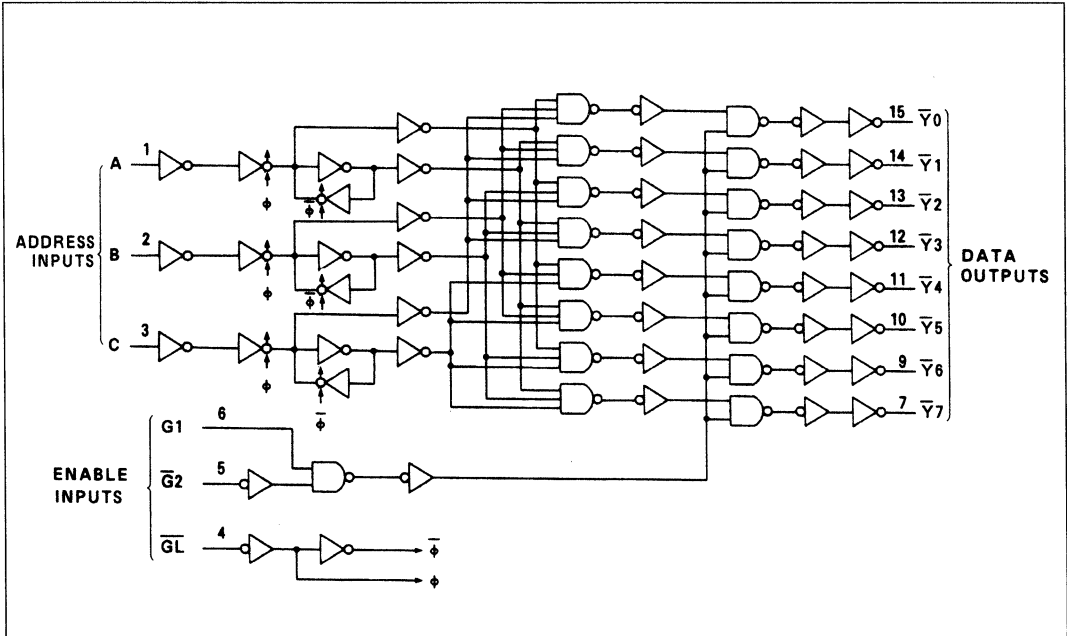 A 1
B 2
C 3
ADDRESS
INPUTS
ϕ
ϕ̅
ϕ
ϕ̅
ϕ
ϕ̅
15 Y̅0
14 Y̅1
13 Y̅2
12 Y̅3
11 Y̅4
10 Y̅5
9 Y̅6
7 Y̅7
DATA
OUTPUTS
ENABLE
INPUTS
G1 6
G̅2 5
G̅L̅ 4
ϕ̅
ϕ